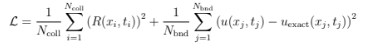 $$\mathcal{L} = \frac{1}{N_{\text{coll}}} \sum_{i=1}^{N_{\text{coll}}} \left( R(x_i, t_i) \right)^2 + \frac{1}{N_{\text{bnd}}} \sum_{j=1}^{N_{\text{bnd}}} \left( u(x_j, t_j) - u_{\text{exact}}(x_j, t_j) \right)^2$$